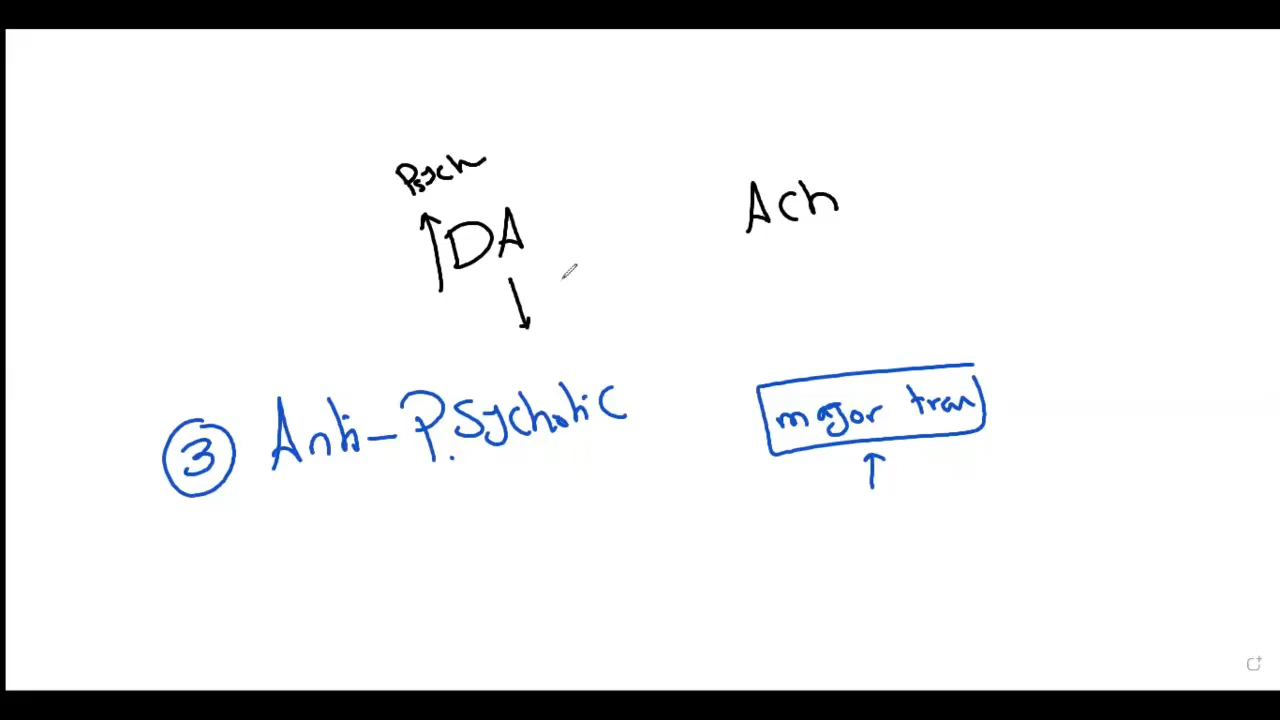 Psych
↑DA
Ach
↓
③ Anti-Psychotic
major tran
↑